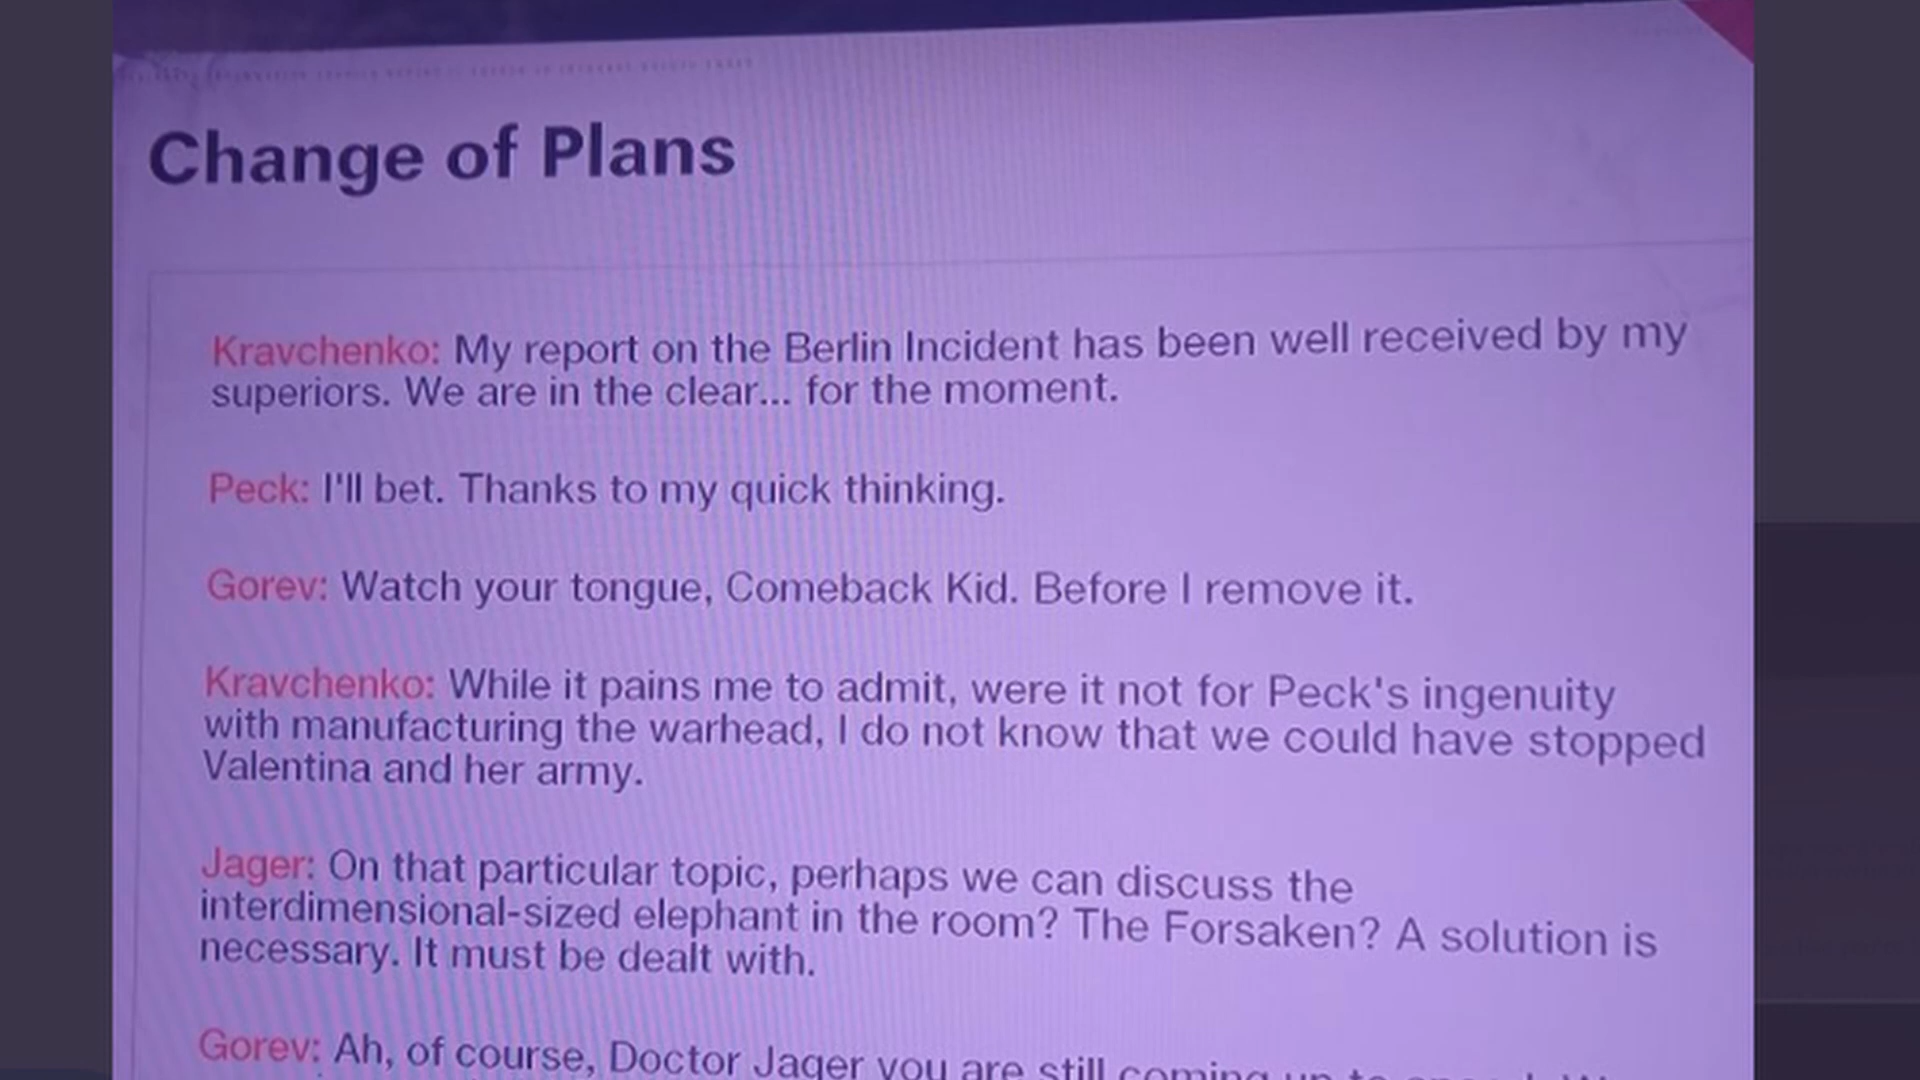 Change of Plans
Kravchenko: My report on the Berlin Incident has been well received by my
superiors. We are in the clear... for the moment.
Peck: I'll bet. Thanks to my quick thinking.
Gorev: Watch your tongue, Comeback Kid. Before I remove it.
Kravchenko: While it pains me to admit, were it not for Peck's ingenuity
with manufacturing the warhead, I do not know that we could have stopped
Valentina and her army.
Jager: On that particular topic, perhaps we can discuss the
interdimensional-sized elephant in the room? The Forsaken? A solution is
necessary. It must be dealt with.
Gorev: Ah, of course, Doctor Jager you are still coming up to